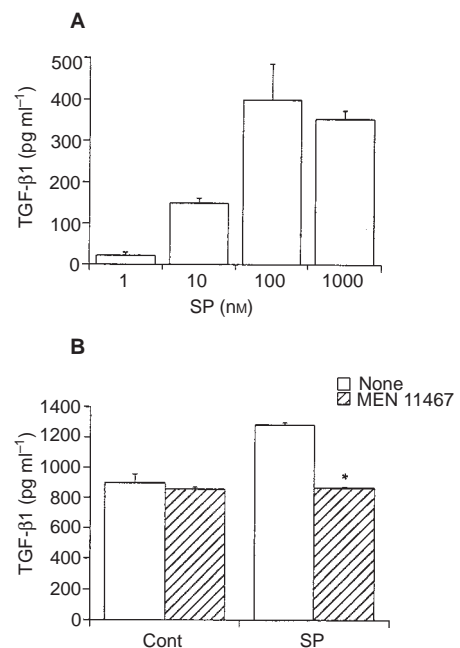 A
TGF-β1 (pg ml⁻¹)
500
400
300
200
100
0
1 10 100 1000
SP (nM)
B
□ None
▨ MEN 11467
TGF-β1 (pg ml⁻¹)
1400
1200
1000
800
600
400
200
0
*
Cont SP